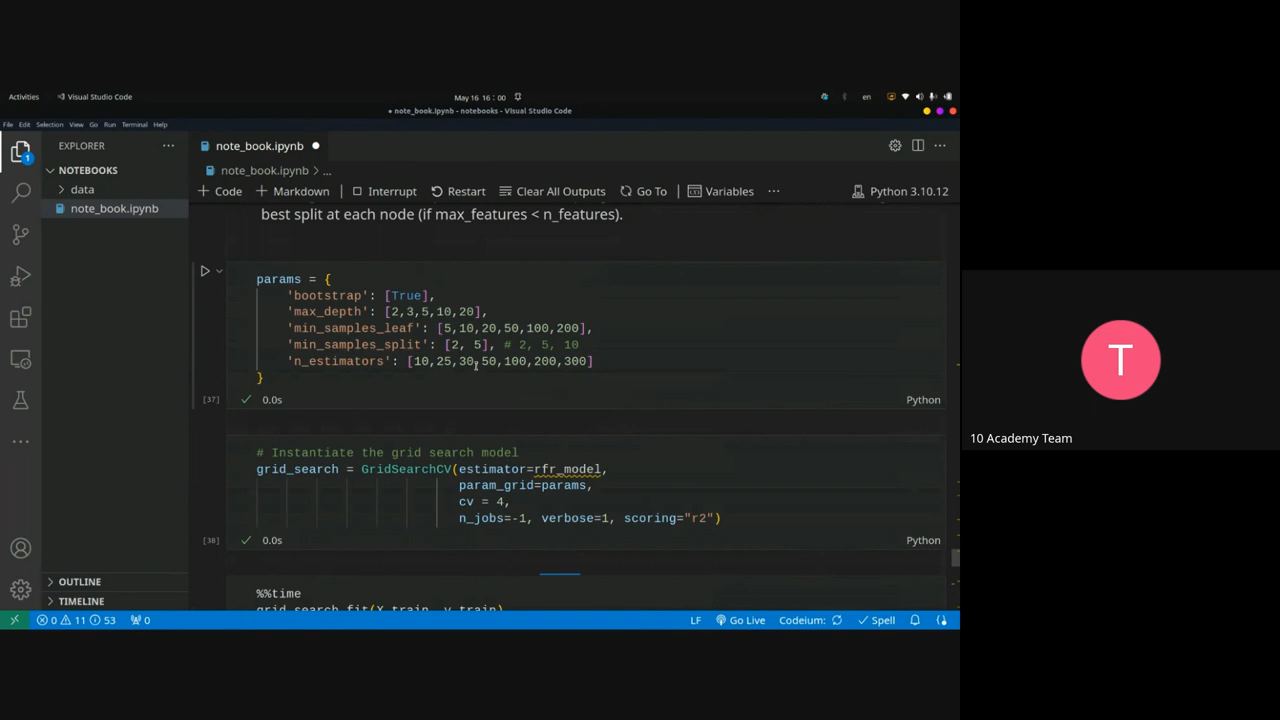 Activities
Visual Studio Code
May 16 16:00
en
● note_book.ipynb - notebooks - Visual Studio Code
File Edit Selection View Go Run Terminal Help
EXPLORER
note_book.ipynb
NOTEBOOKS
note_book.ipynb > ...
data
+ Code + Markdown Interrupt Restart Clear All Outputs Go To Variables ... Python 3.10.12
note_book.ipynb
best split at each node (if max_features < n_features).
params = {
'bootstrap': [True],
'max_depth': [2,3,5,10,20],
'min_samples_leaf': [5,10,20,50,100,200],
'min_samples_split': [2, 5], # 2, 5, 10
'n_estimators': [10,25,30,50,100,200,300]
}
[37] 0.0s Python
# Instantiate the grid search model
grid_search = GridSearchCV(estimator=rfr_model,
param_grid=params,
cv = 4,
n_jobs=-1, verbose=1, scoring="r2")
[38] 0.0s Python
%%time
grid_search.fit(X_train, y_train)
OUTLINE
TIMELINE
1
0 11 53 0 LF Go Live Codeium: Spell
T
10 Academy Team